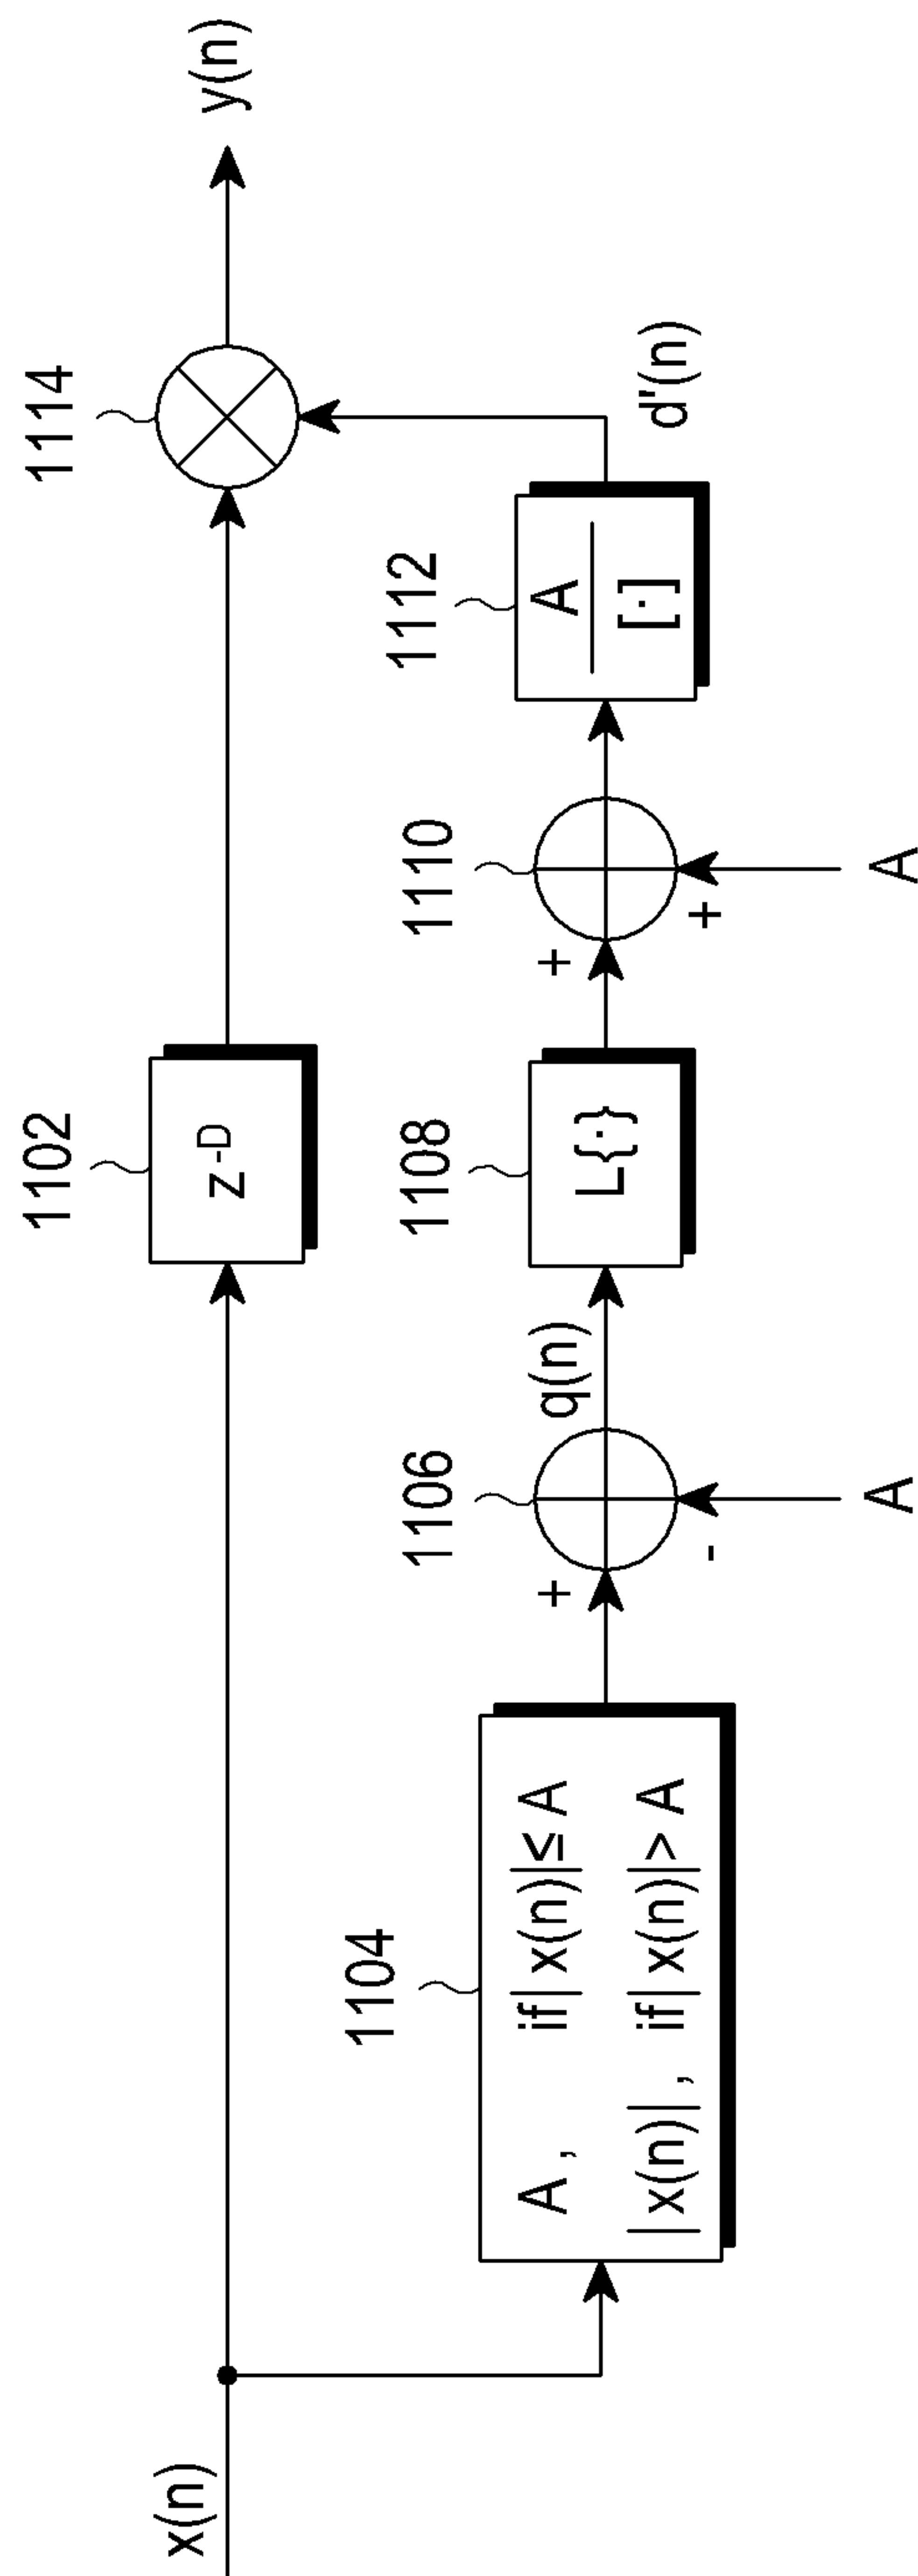 x(n)
1102
z^-D
1114
y(n)
1104
A , if| x(n)|≤ A
|x(n)| , if| x(n)|> A
1106
+
-
A
q(n)
1108
L{·}
1110
+
+
A
1112
A
[·]
d'(n)